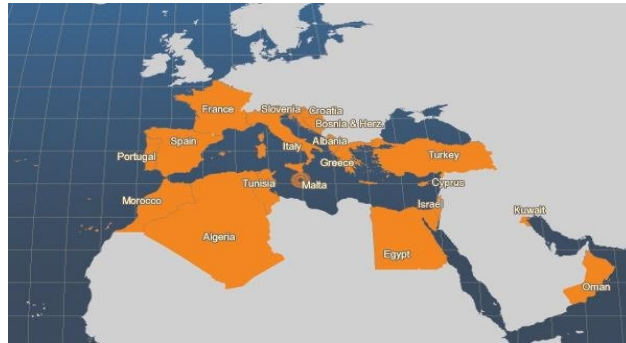 France
Slovenia
Croatia
Bosnia & Herz.
Spain
Italy
Albania
Portugal
Greece
Turkey
Tunisia
Malta
Cyprus
Morocco
Israel
Kuwait
Algeria
Egypt
Oman